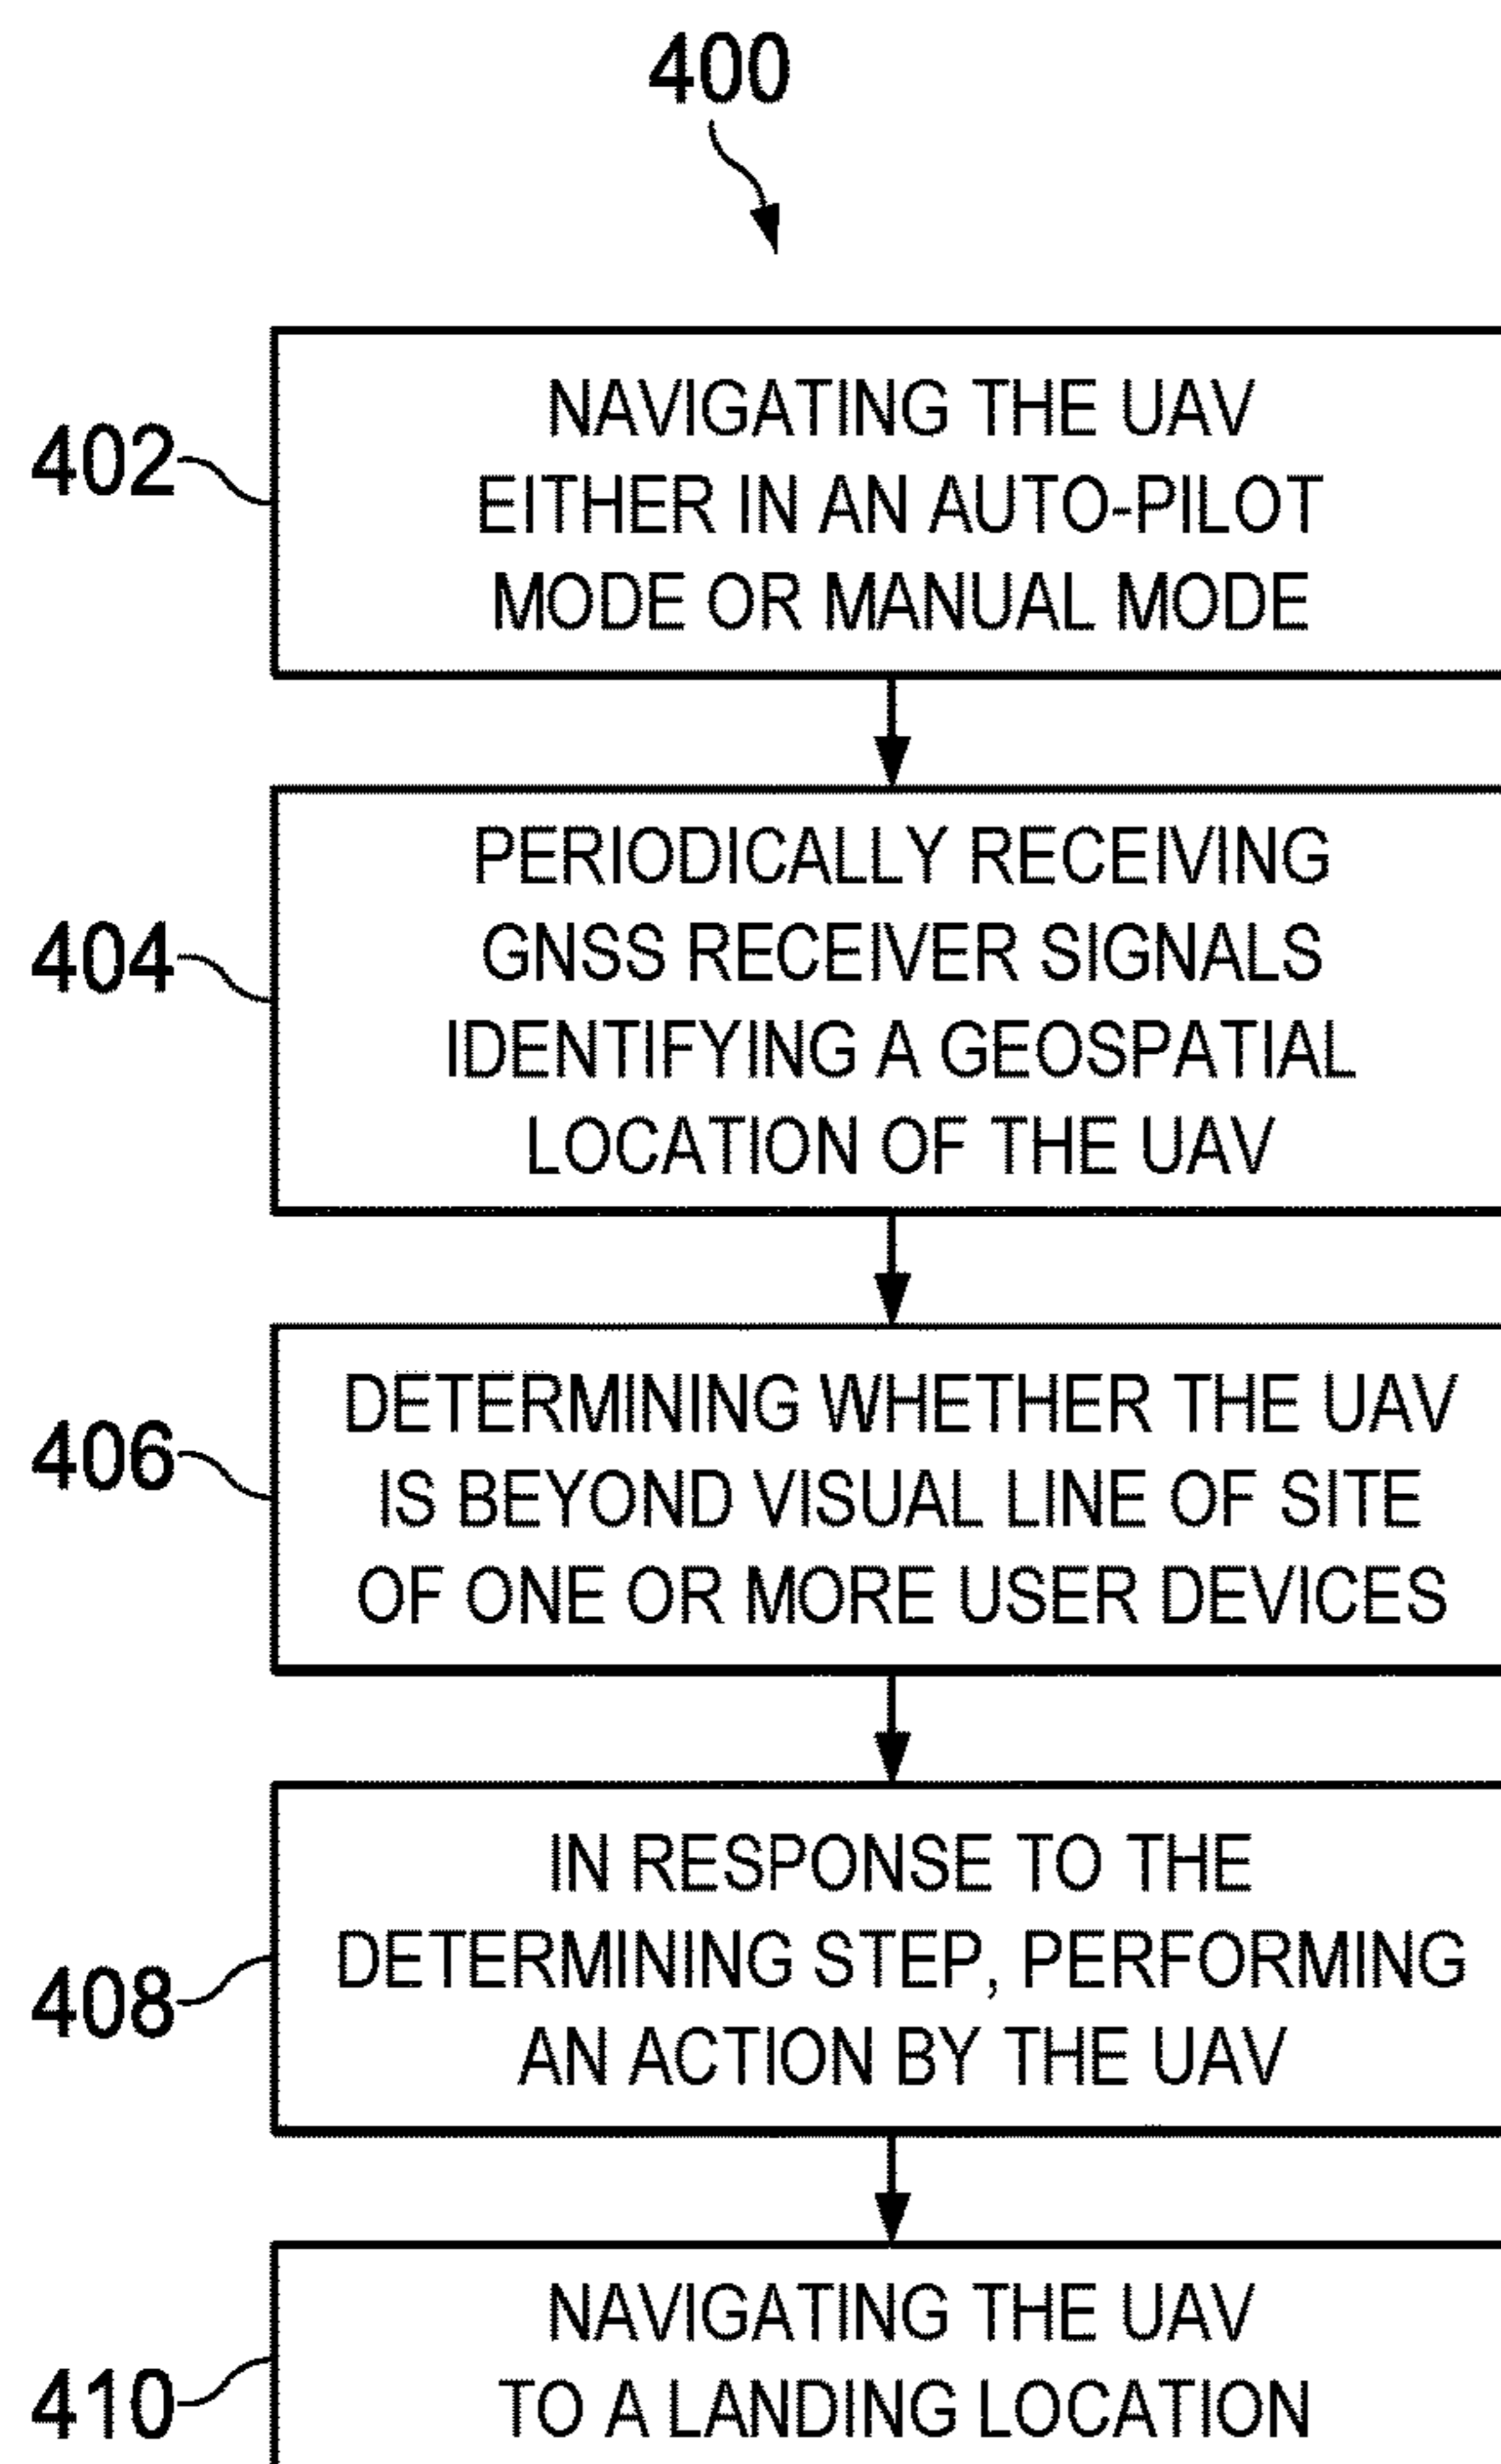 400
402
NAVIGATING THE UAV
EITHER IN AN AUTO-PILOT
MODE OR MANUAL MODE
404
PERIODICALLY RECEIVING
GNSS RECEIVER SIGNALS
IDENTIFYING A GEOSPATIAL
LOCATION OF THE UAV
406
DETERMINING WHETHER THE UAV
IS BEYOND VISUAL LINE OF SITE
OF ONE OR MORE USER DEVICES
408
IN RESPONSE TO THE
DETERMINING STEP, PERFORMING
AN ACTION BY THE UAV
410
NAVIGATING THE UAV
TO A LANDING LOCATION